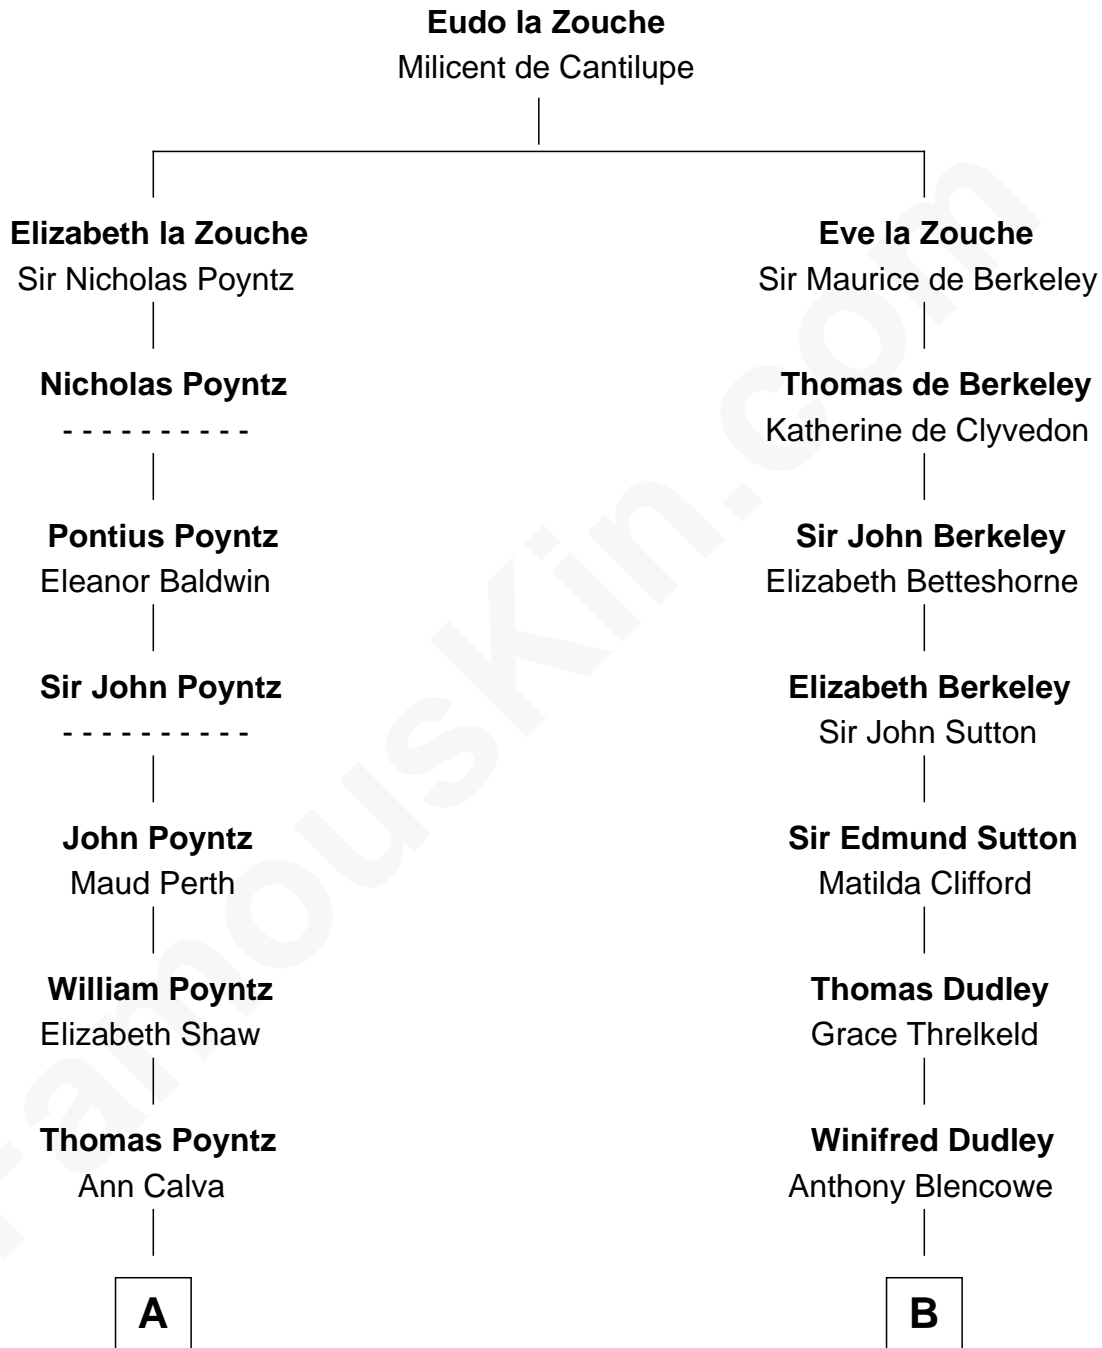 Eudo la Zouche
Milicent de Cantilupe
Elizabeth la Zouche
Sir Nicholas Poyntz
Eve la Zouche
Sir Maurice de Berkeley
Nicholas Poyntz
- - - - - - - - - -
Thomas de Berkeley
Katherine de Clyvedon
Pontius Poyntz
Eleanor Baldwin
Sir John Berkeley
Elizabeth Betteshorne
Sir John Poyntz
- - - - - - - - - -
Elizabeth Berkeley
Sir John Sutton
John Poyntz
Maud Perth
Sir Edmund Sutton
Matilda Clifford
William Poyntz
Elizabeth Shaw
Thomas Dudley
Grace Threlkeld
Thomas Poyntz
Ann Calva
Winifred Dudley
Anthony Blencowe
A
B
FamousKin.com